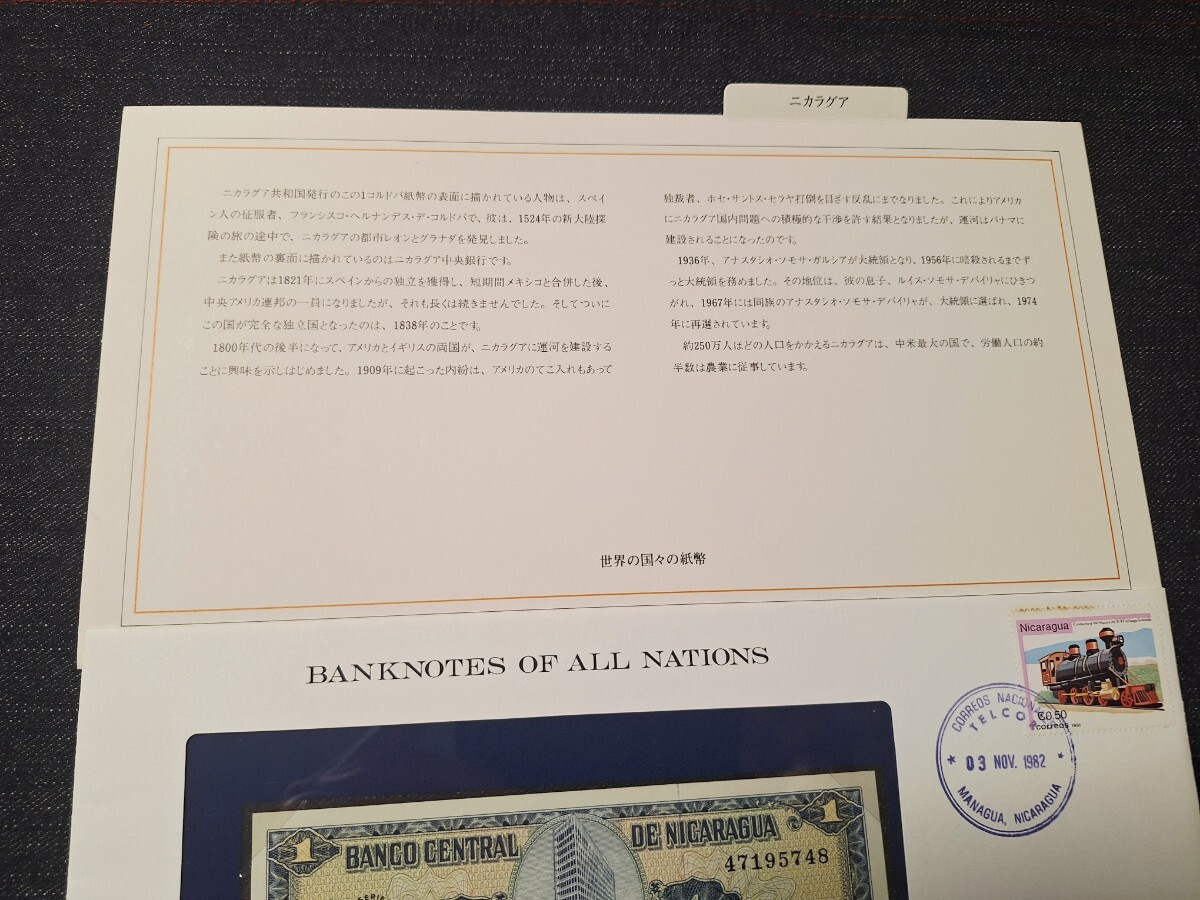 ニカラグア
ニカラグア共和国発行のこの1コルドバ紙幣の表面に描かれている人物は、スペイ
ン人の征服者、フランシスコ・ヘルナンデス・デ・コルドバで、彼は、1524年の新大陸探
険の旅の途中で、ニカラグアの都市レオンとグラナダを発見しました。
また紙幣の裏面に描かれているのはニカラグア中央銀行です。
ニカラグアは1821年にスペインからの独立を獲得し、短期間メキシコと合併した後、
中央アメリカ連邦の一員になりましたが、それも長くは続きませんでした。そしてついに
この国が完全な独立国となったのは、1838年のことです。
1800年代の後半になって、アメリカとイギリスの両国が、ニカラグアに運河を建設する
ことに興味を示しはじめました。1909年に起こった内紛は、アメリカのてこ入れもあって
独裁者、ホセ・サントス・セラヤ打倒を目ざす反乱にまでなりました。これによりアメリカ
にニカラグア国内問題への積極的な干渉を許す結果となりましたが、運河はパナマに
建設されることになったのです。
1936年、アナスタシオ・ソモサ・ガルシアが大統領となり、1956年に暗殺されるまでず
っと大統領を務めました。その地位は、彼の息子、ルイス・ソモサ・デバイリャにひきつ
がれ、1967年には同族のアナスタシオ・ソモサ・デバイリャが、大統領に選ばれ、1974
年に再選されています。
約250万人ほどの人口をかかえるニカラグアは、中米最大の国で、労働人口の約
半数は農業に従事しています。
世界の国々の紙幣
BANKNOTES OF ALL NATIONS
Nicaragua
₡0.50
correos
CORREOS NACIONALES
TELCOR
03 NOV. 1982
MANAGUA, NICARAGUA
1 BANCO CENTRAL DE NICARAGUA 1
47195748
SERIE